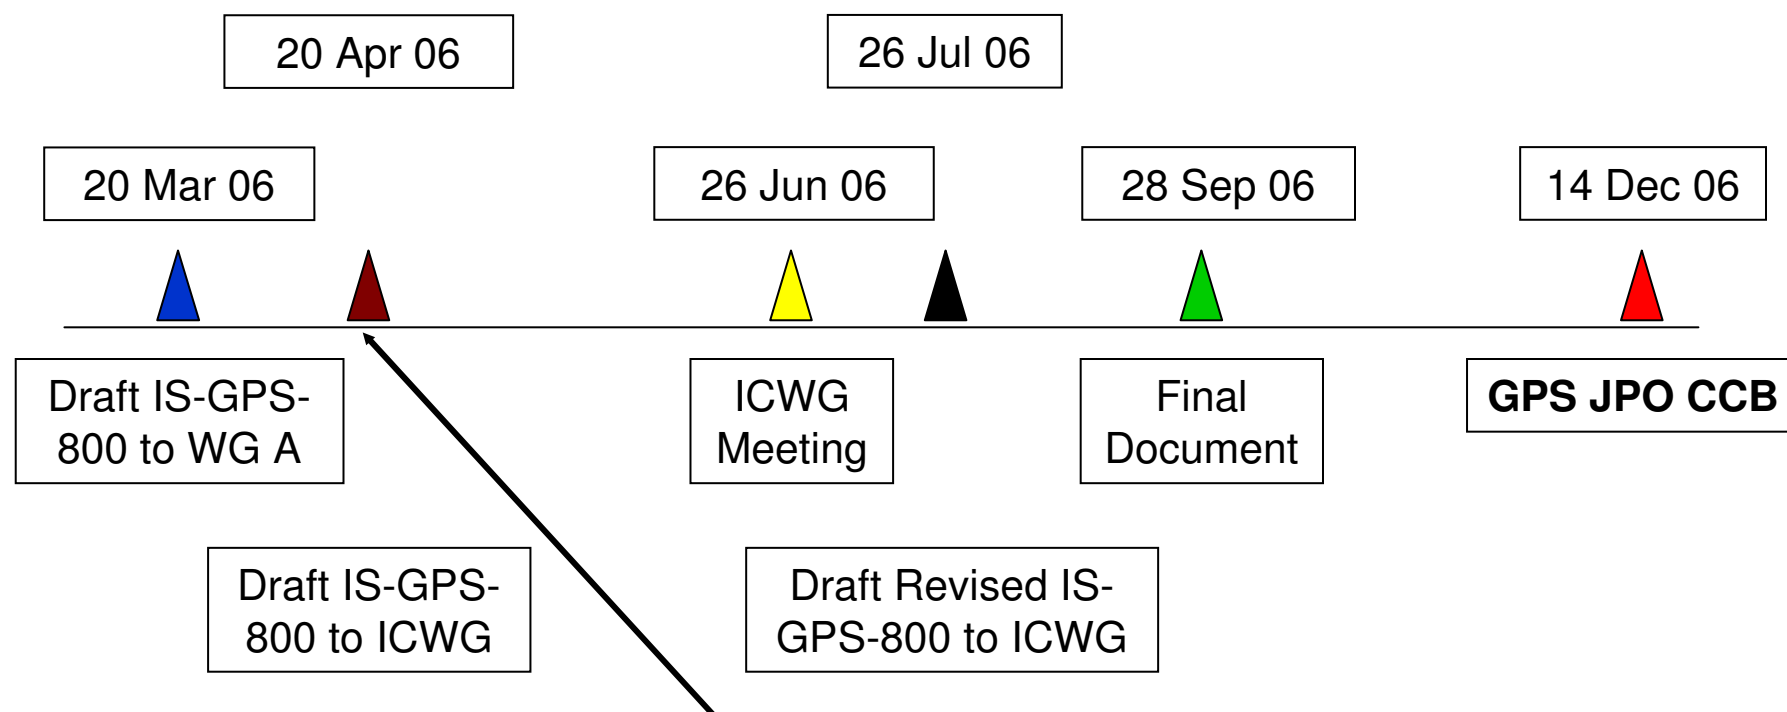 20 Apr 06
26 Jul 06
20 Mar 06
26 Jun 06
28 Sep 06
14 Dec 06
Draft IS-GPS-
800 to WG A
ICWG
Meeting
Final
Document
GPS JPO CCB
Draft IS-GPS-
800 to ICWG
Draft Revised IS-
GPS-800 to ICWG